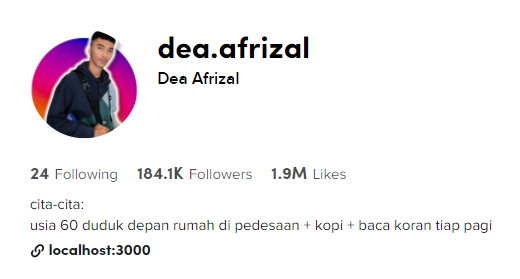 dea.afrizal
Dea Afrizal
24 Following 184.1K Followers 1.9M Likes
cita-cita:
usia 60 duduk depan rumah di pedesaan + kopi + baca koran tiap pagi
localhost:3000